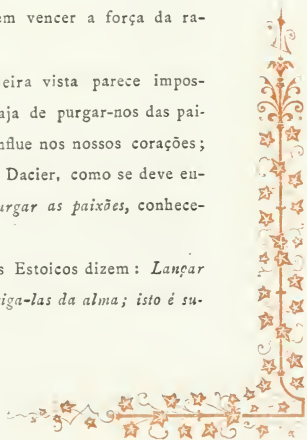 em vencer a força da ra-
eira vista parece impos-
aja de purgar-nos das pai-
nflue nos nossos corações;
Dacier, como se deve en-
urgar as paixões, conhece-
s Estoicos dizem: Lançar
iga-las da alma; isto é su-